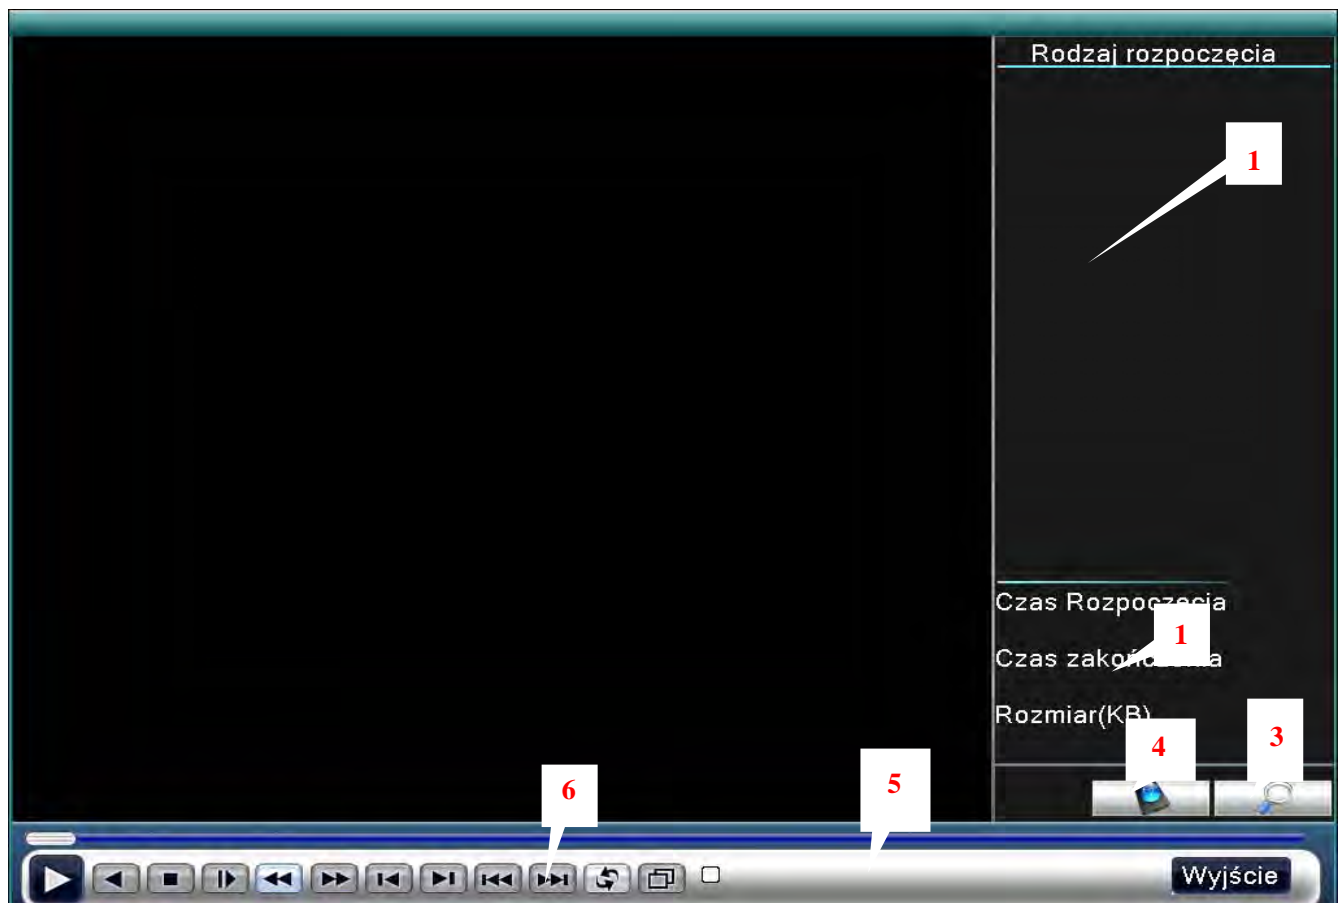 Rodzaj rozpoczęcia
1
Czas Rozpoczęcia
1
Czas zakończenia
Rozmiar(KB)
4
3
6
5
Wyjście